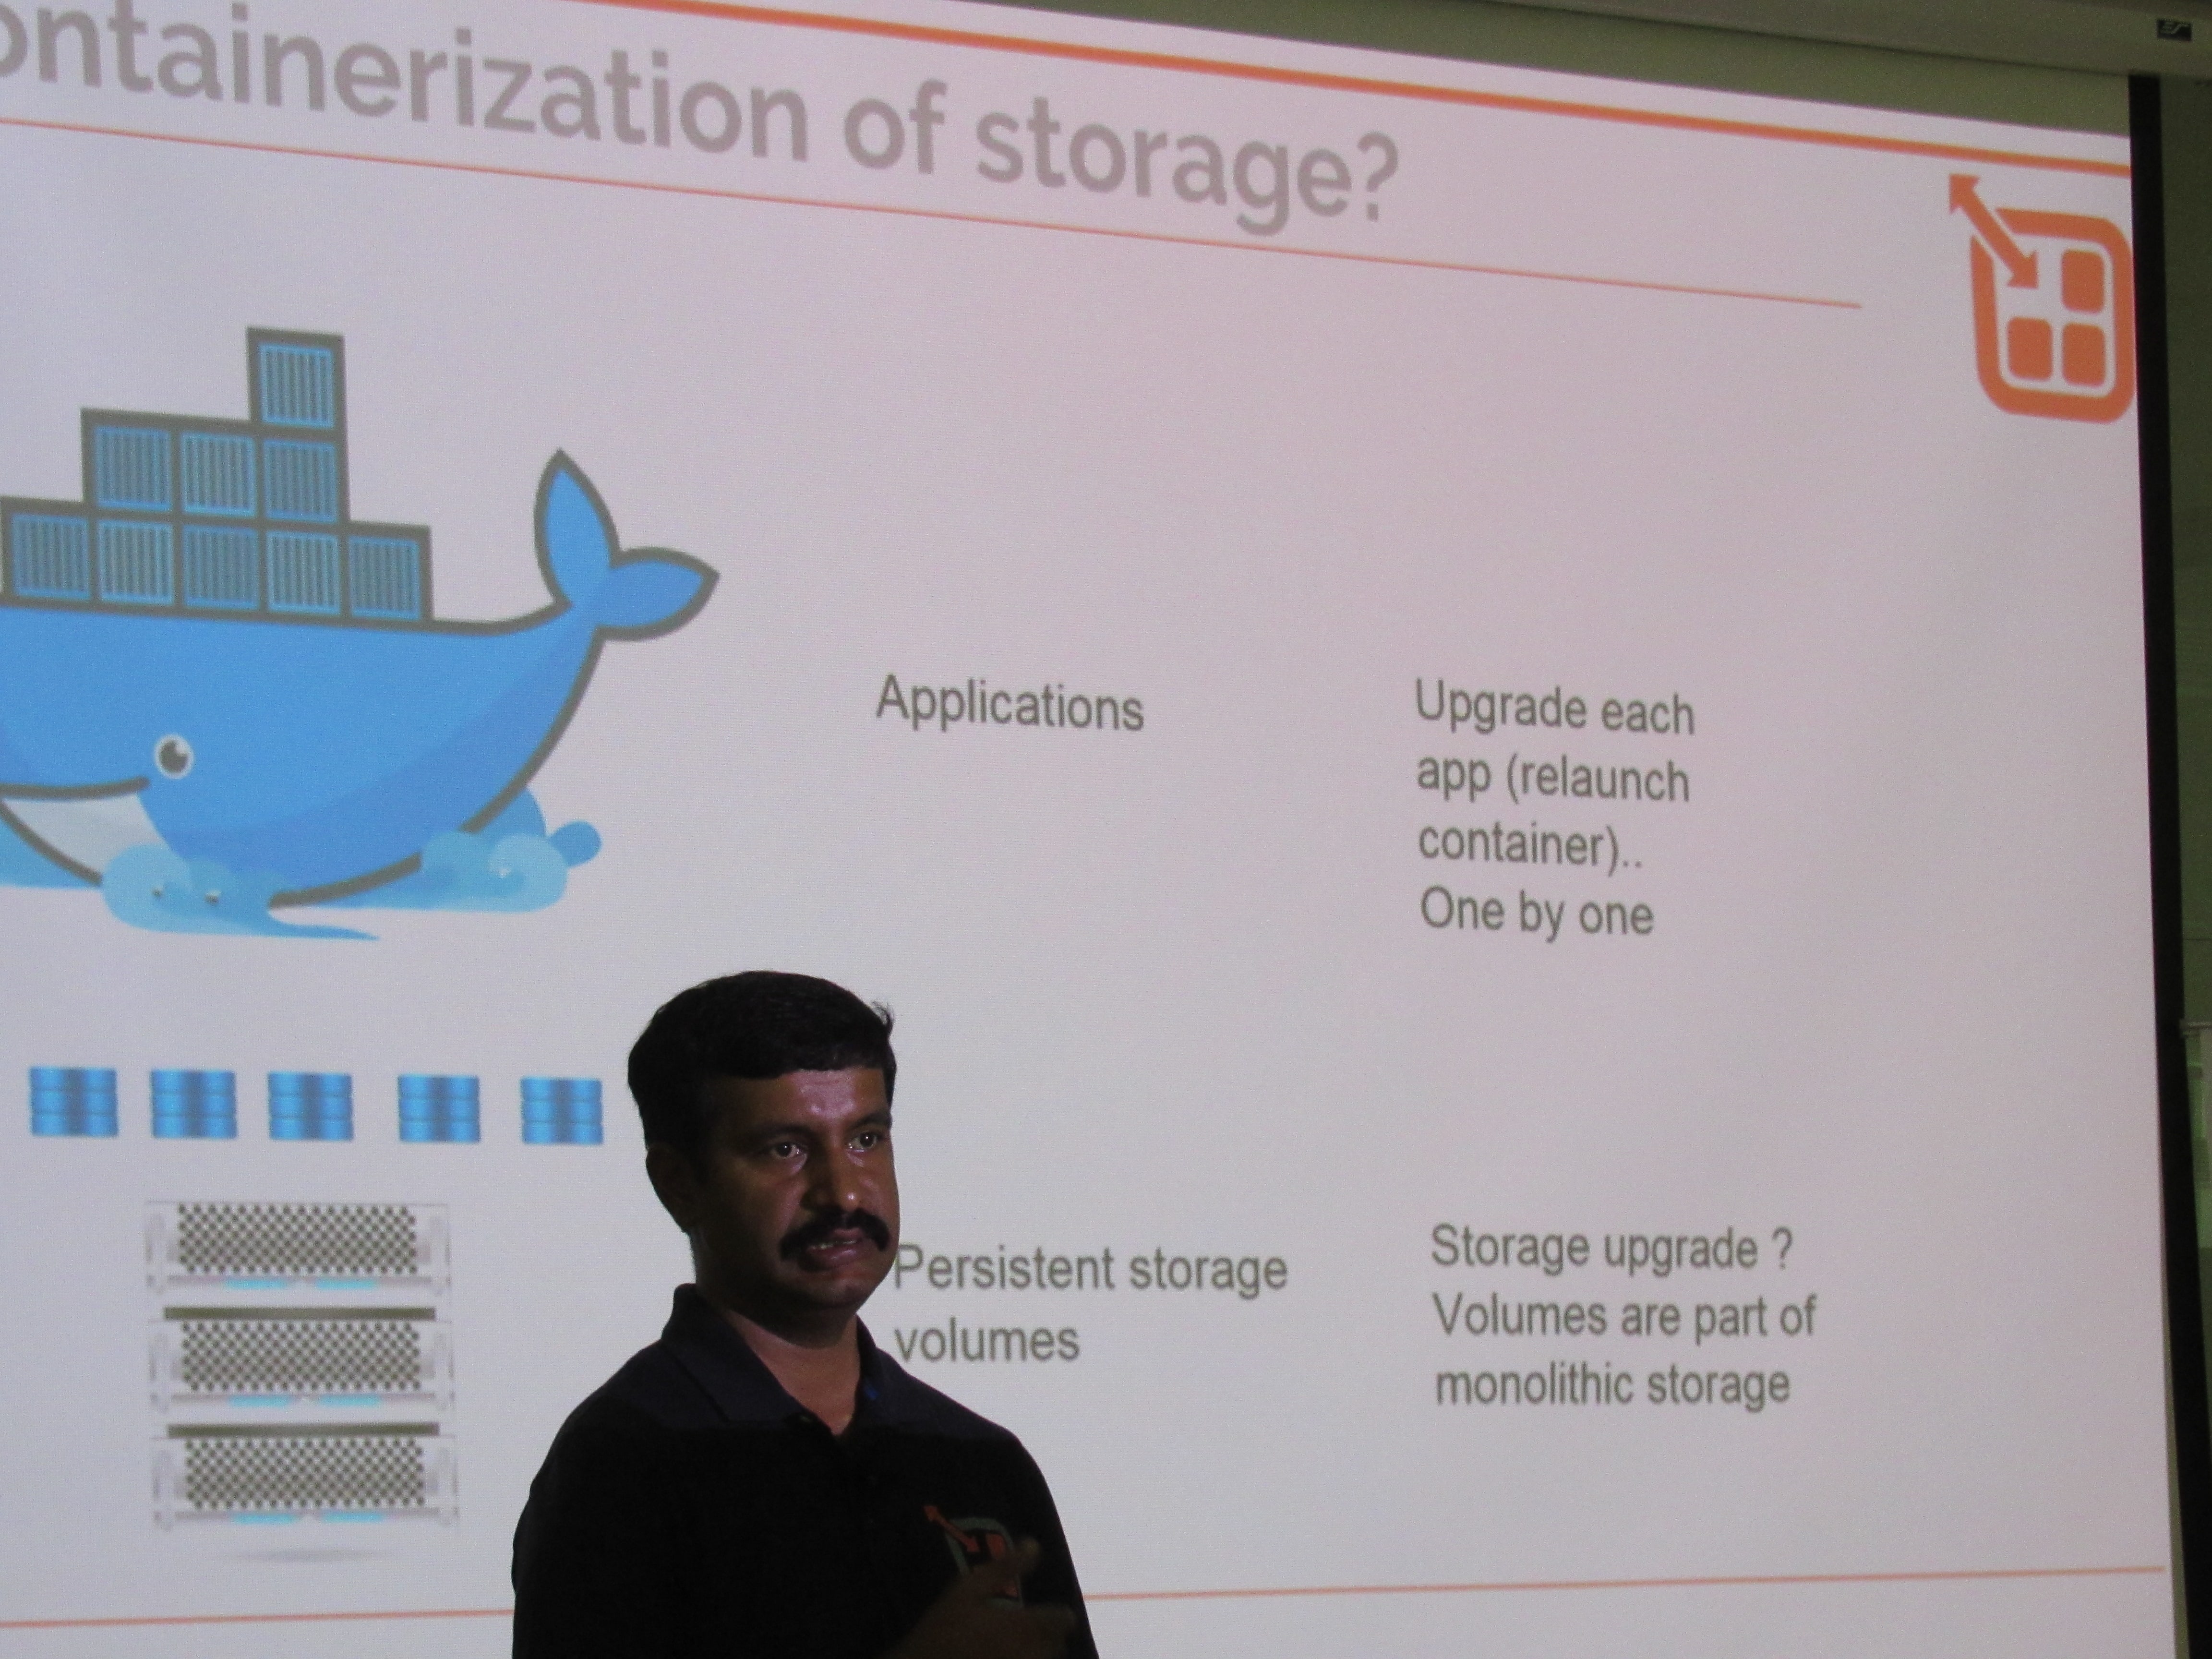 ontainerization of storage?
Applications
Upgrade each
app (relaunch
container)..
One by one
Persistent storage
volumes
Storage upgrade ?
Volumes are part of
monolithic storage